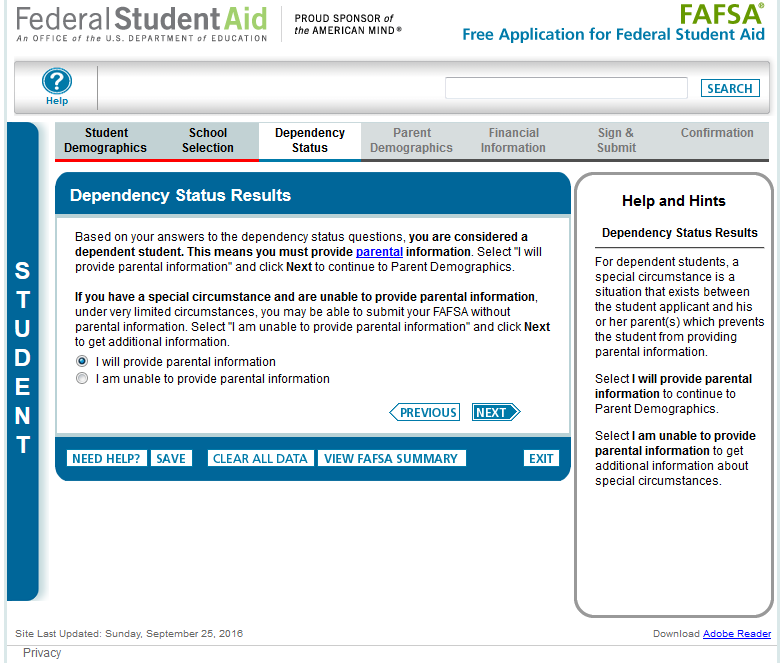 Federal StudentAid
An OFFICE of the U.S. DEPARTMENT of EDUCATION
PROUD SPONSOR of
the AMERICAN MIND®
FAFSA®
Free Application for Federal Student Aid
?
Help
SEARCH
Student
Demographics
School
Selection
Dependency
Status
Parent
Demographics
Financial
Information
Sign &
Submit
Confirmation
STUDENT
Dependency Status Results
Based on your answers to the dependency status questions, you are considered a
dependent student. This means you must provide parental information. Select "I will
provide parental information" and click Next to continue to Parent Demographics.
If you have a special circumstance and are unable to provide parental information,
under very limited circumstances, you may be able to submit your FAFSA without
parental information. Select "I am unable to provide parental information" and click Next
to get additional information.
I will provide parental information
I am unable to provide parental information
PREVIOUS
NEXT
NEED HELP?
SAVE
CLEAR ALL DATA
VIEW FAFSA SUMMARY
EXIT
Help and Hints
Dependency Status Results
For dependent students, a
special circumstance is a
situation that exists between
the student applicant and his
or her parent(s) which prevents
the student from providing
parental information.
Select I will provide parental
information to continue to
Parent Demographics.
Select I am unable to provide
parental information to get
additional information about
special circumstances.
Site Last Updated: Sunday, September 25, 2016
Download Adobe Reader
Privacy